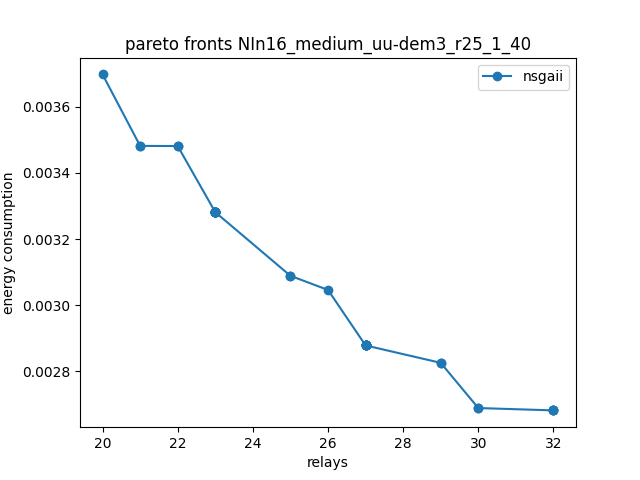 pareto fronts NIn16_medium_uu-dem3_r25_1_40
nsgaii
energy consumption
0.0036
0.0034
0.0032
0.0030
0.0028
20 22 24 26 28 30 32
relays